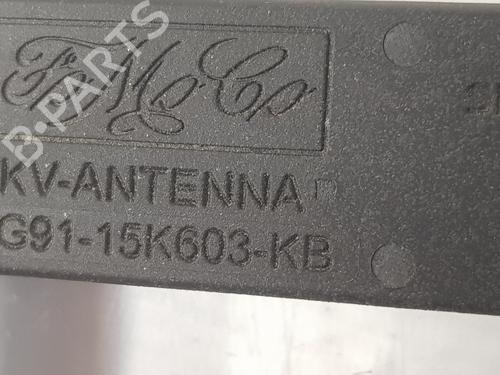 FoMoCo
KV-ANTENNA
G91-15K603-KB
B-PARTS